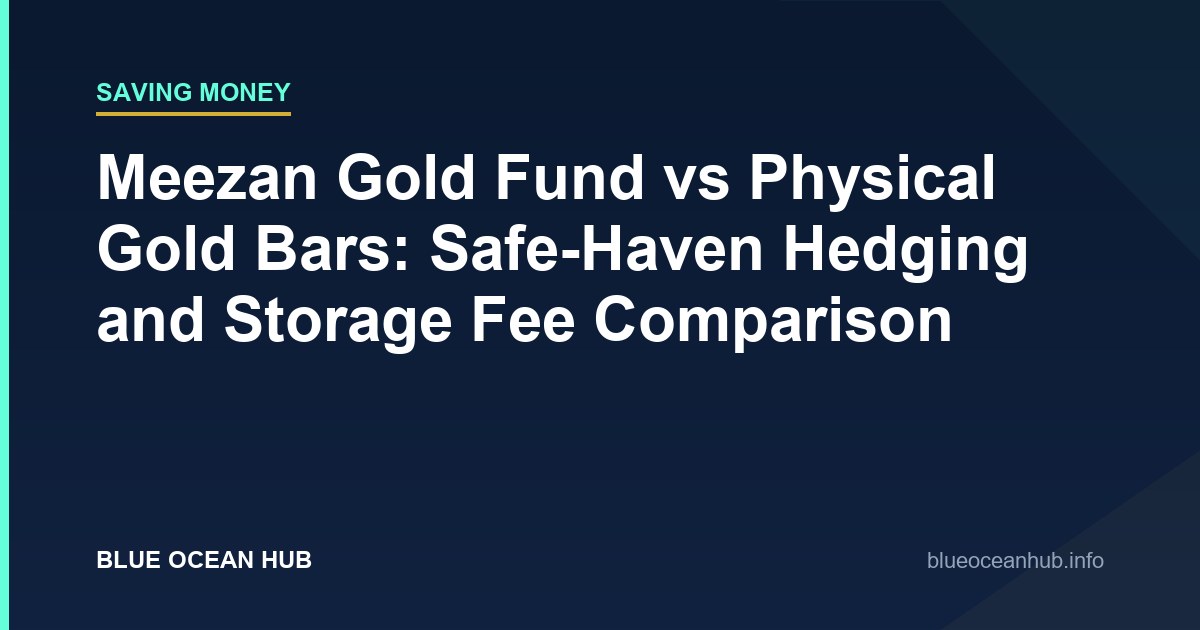 SAVING MONEY
Meezan Gold Fund vs Physical
Gold Bars: Safe-Haven Hedging
and Storage Fee Comparison
BLUE OCEAN HUB
blueoceanhub.info